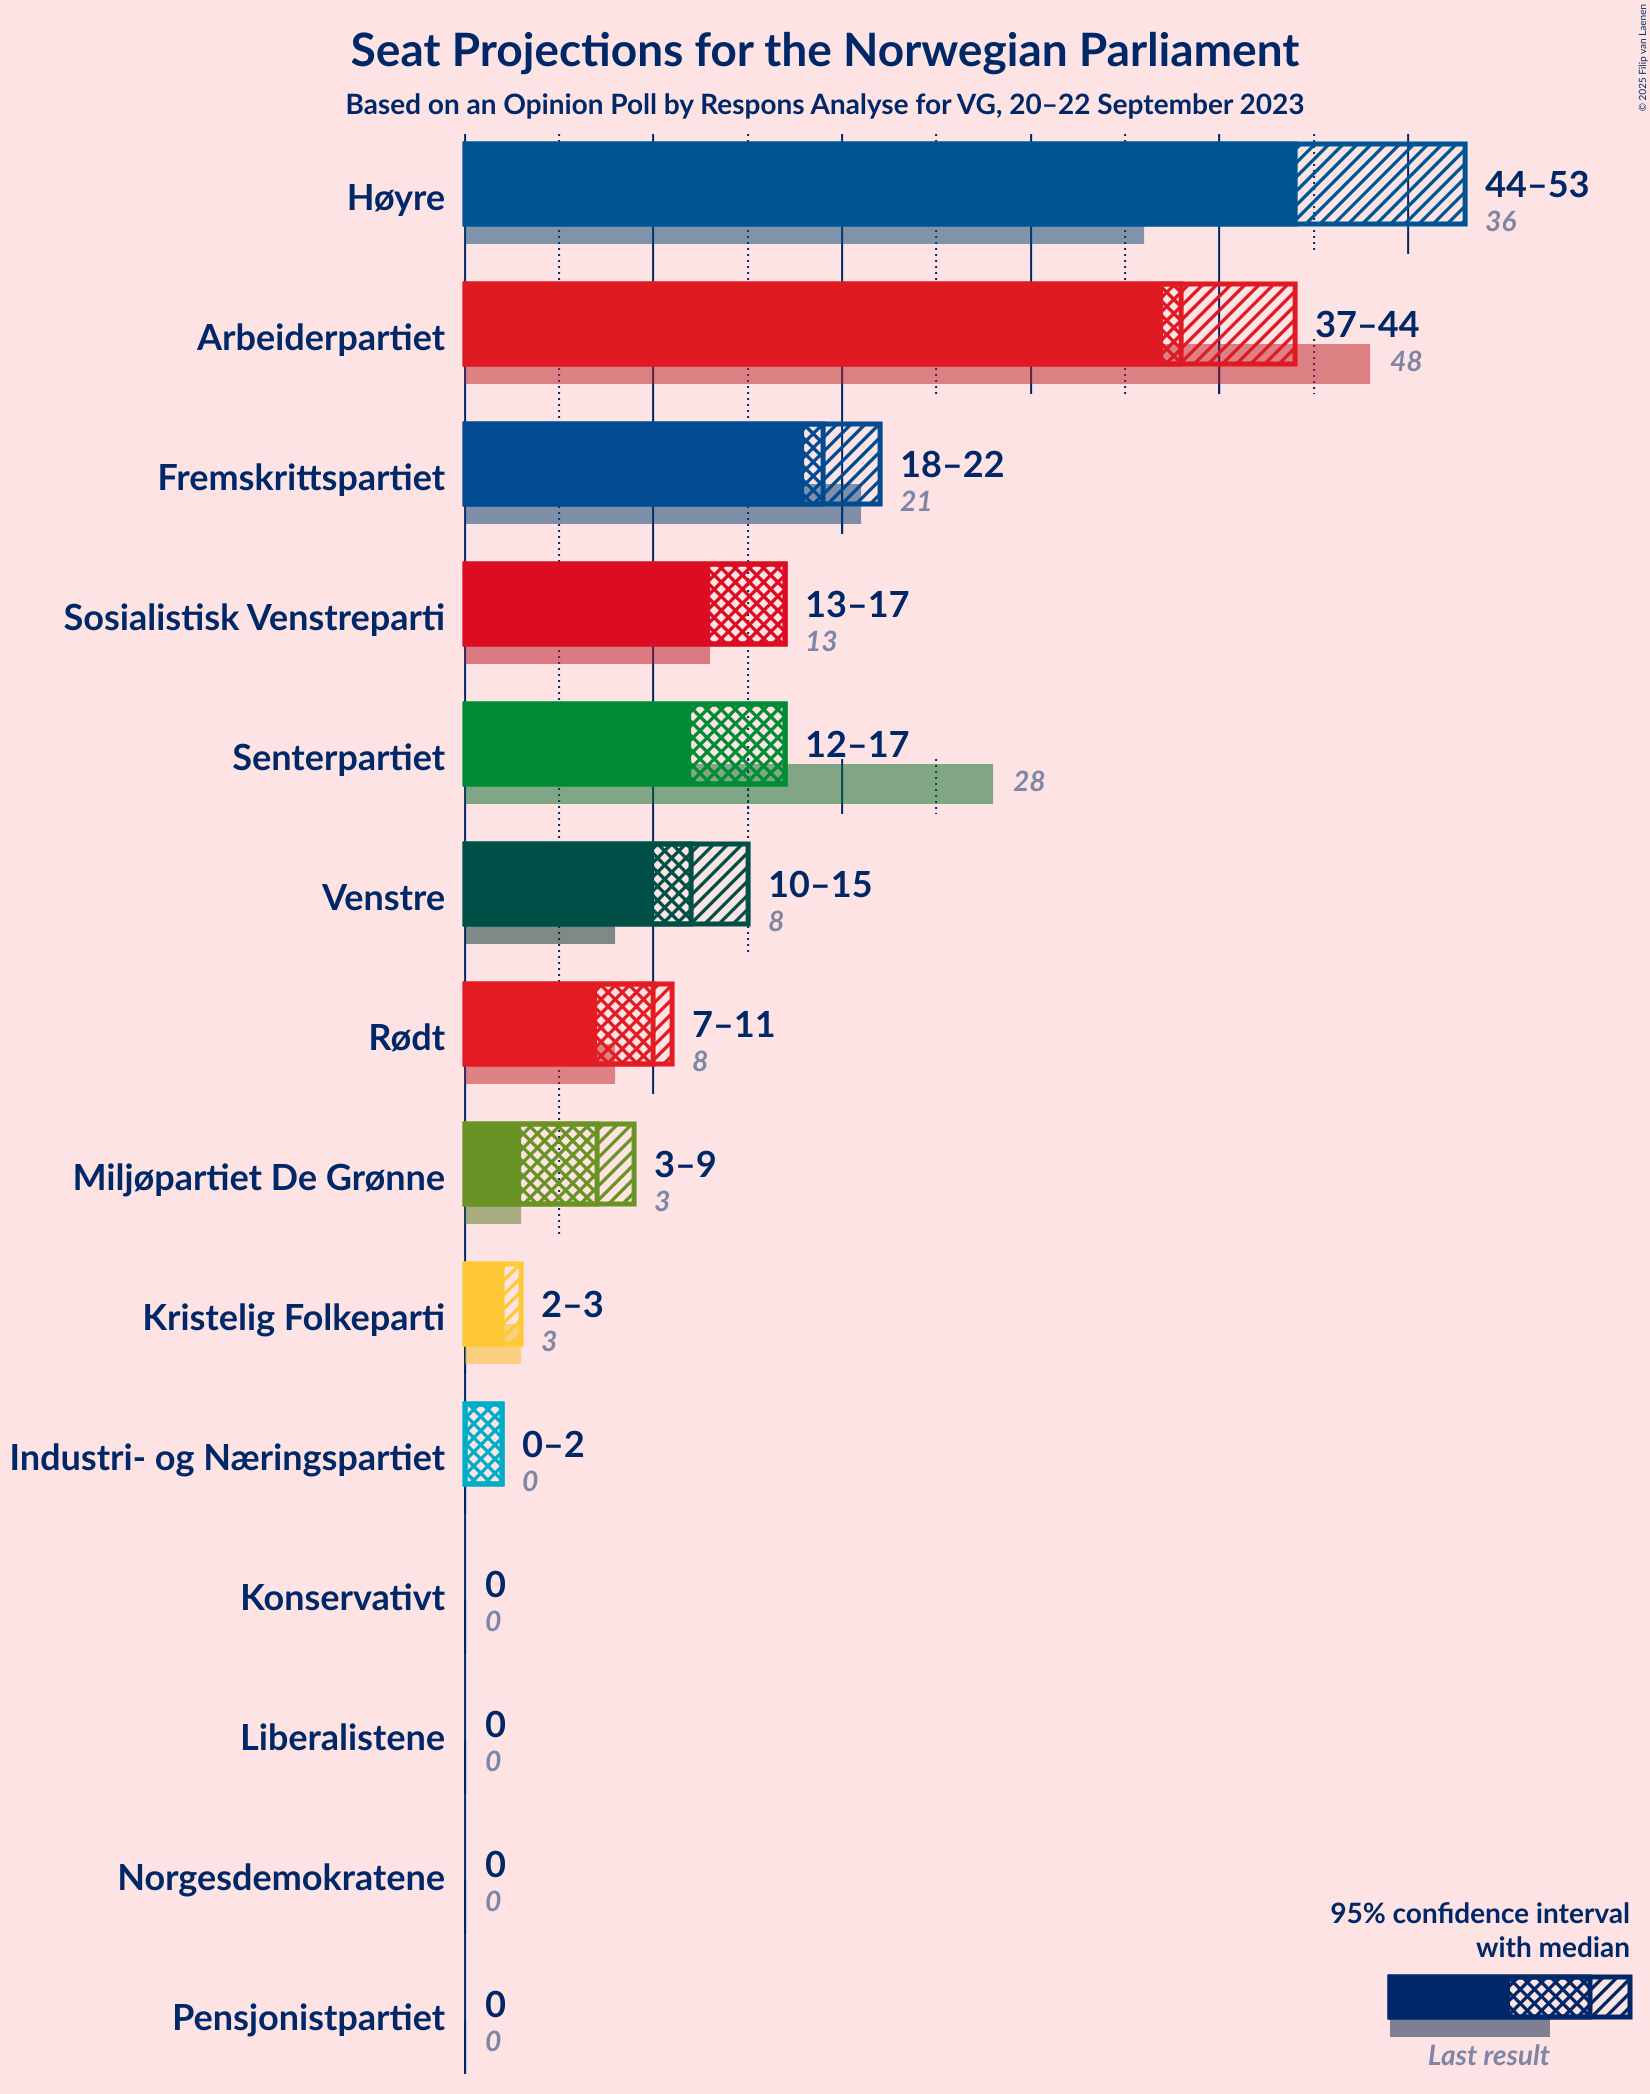 Seat Projections for the Norwegian Parliament
Based on an Opinion Poll by Respons Analyse for VG, 20–22 September 2023
© 2025 Filip van Laenen
Høyre
44–53
36
Arbeiderpartiet
37–44
48
Fremskrittspartiet
18–22
21
Sosialistisk Venstreparti
13–17
13
Senterpartiet
12–17
28
Venstre
10–15
8
Rødt
7–11
8
Miljøpartiet De Grønne
3–9
3
Kristelig Folkeparti
2–3
3
Industri- og Næringspartiet
0–2
0
Konservativt
0
0
Liberalistene
0
0
Norgesdemokratene
0
0
Pensjonistpartiet
0
0
95% confidence interval
with median
Last result